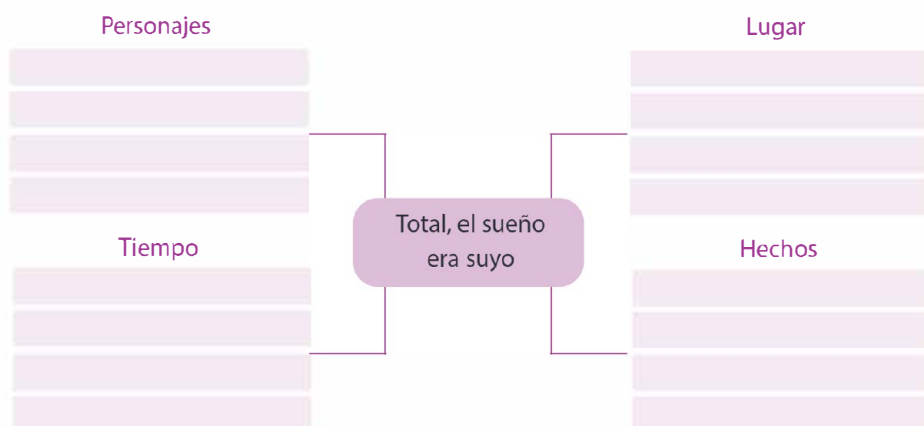 Personajes
Lugar
Total, el sueño
era suyo
Tiempo
Hechos